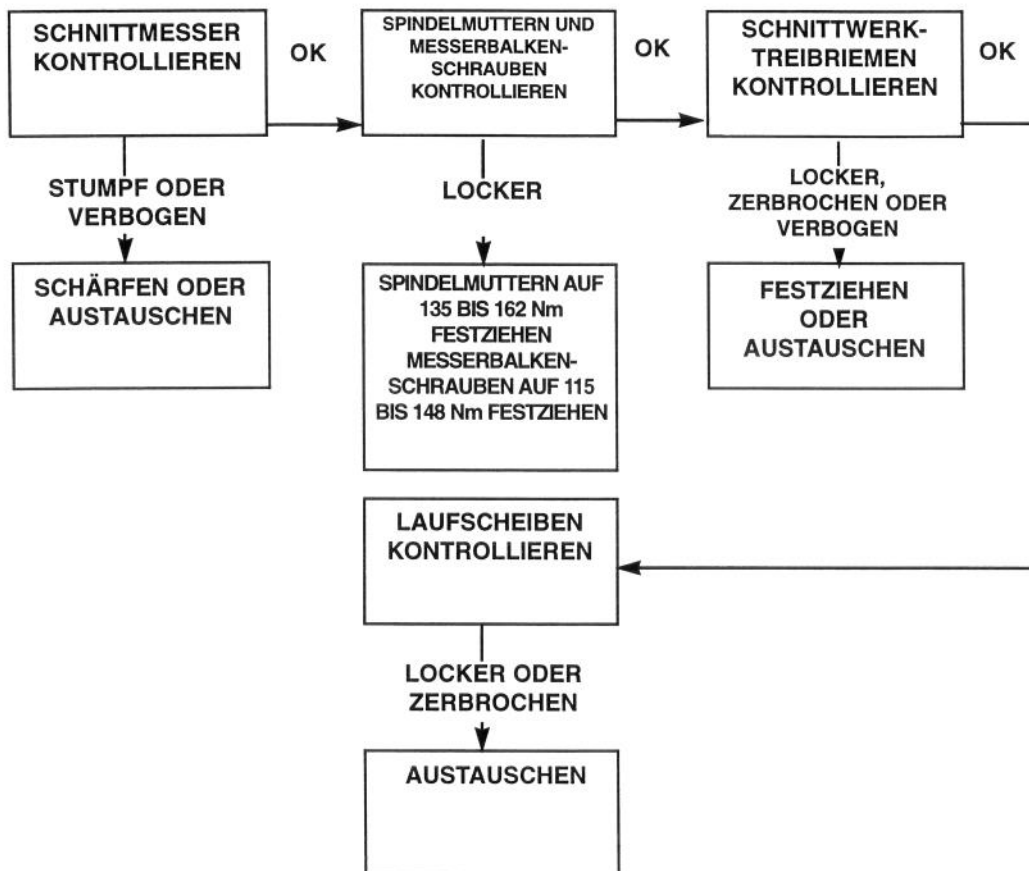 SCHNITTMESSER
KONTROLLIEREN
OK
SPINDELMUTTERN UND
MESSERBALKEN-
SCHRAUBEN
KONTROLLIEREN
OK
SCHNITTWERK-
TREIBRIEMEN
KONTROLLIEREN
OK
STUMPF ODER
VERBOGEN
LOCKER
LOCKER,
ZERBROCHEN ODER
VERBOGEN
SCHÄRFEN ODER
AUSTAUSCHEN
SPINDELMUTTERN AUF
135 BIS 162 Nm
FESTZIEHEN
MESSERBALKEN-
SCHRAUBEN AUF 115
BIS 148 Nm FESTZIEHEN
FESTZIEHEN
ODER
AUSTAUSCHEN
LAUFSCHEIBEN
KONTROLLIEREN
LOCKER ODER
ZERBROCHEN
AUSTAUSCHEN